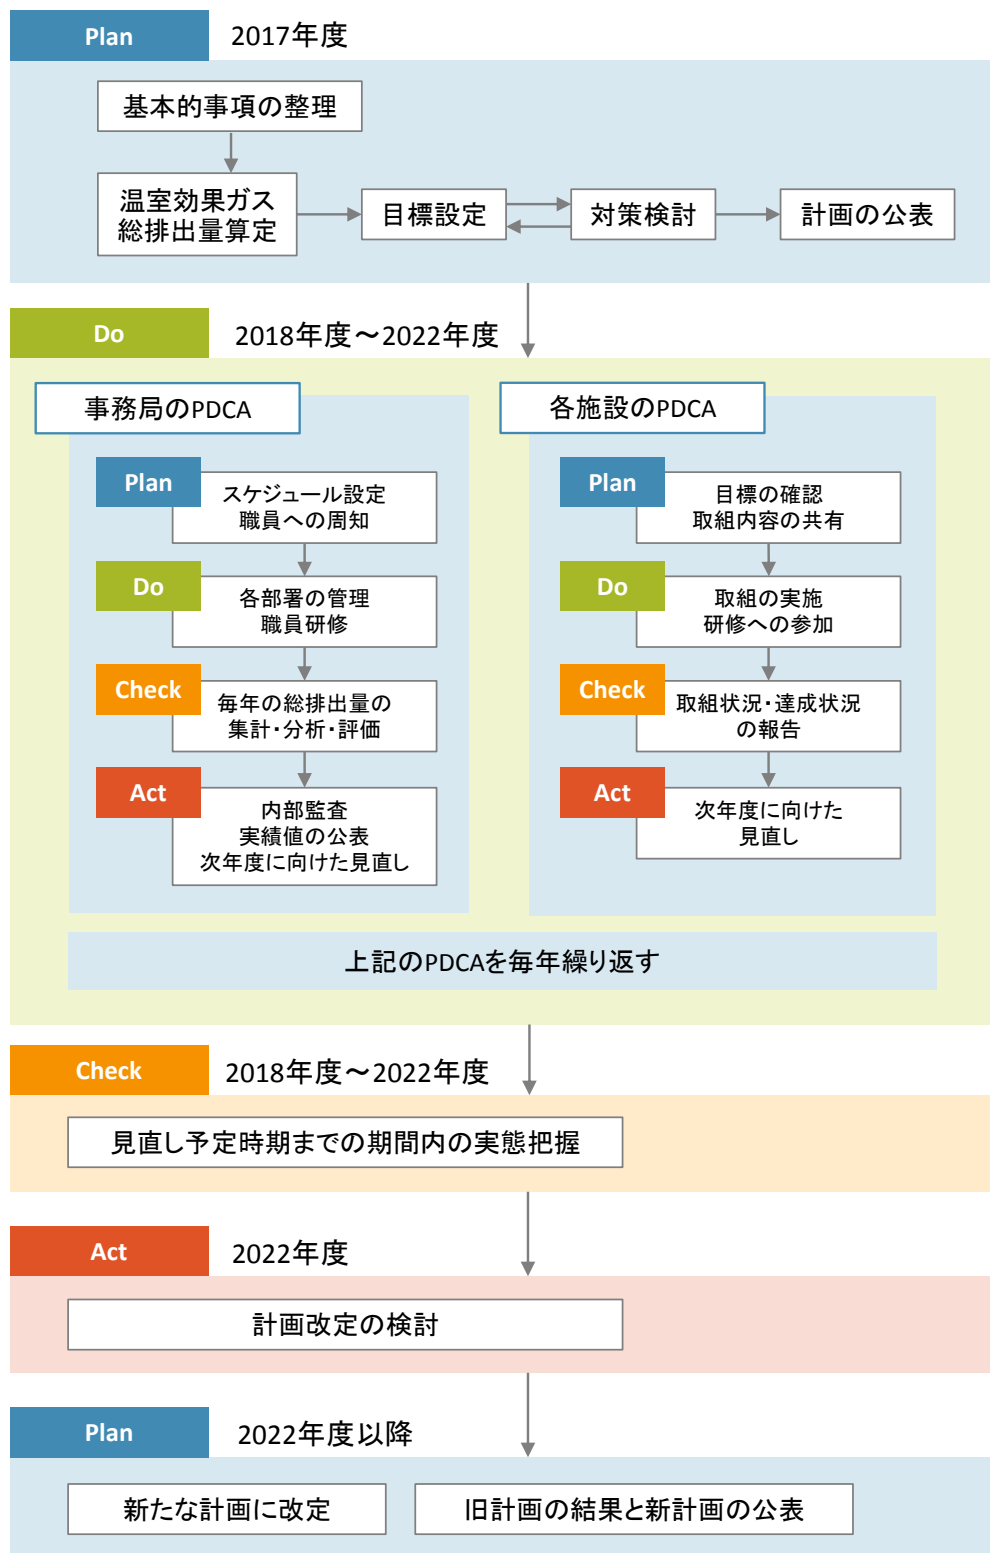 Plan
2017年度
基本的事項の整理
温室効果ガス
総排出量算定
目標設定
対策検討
計画の公表
Do
2018年度～2022年度
事務局のPDCA
Plan
スケジュール設定
職員への周知
Do
各部署の管理
職員研修
Check
毎年の総排出量の
集計・分析・評価
Act
内部監査
実績値の公表
次年度に向けた見直し
各施設のPDCA
Plan
目標の確認
取組内容の共有
Do
取組の実施
研修への参加
Check
取組状況・達成状況
の報告
Act
次年度に向けた
見直し
上記のPDCAを毎年繰り返す
Check
2018年度～2022年度
見直し予定時期までの期間内の実態把握
Act
2022年度
計画改定の検討
Plan
2022年度以降
新たな計画に改定
旧計画の結果と新計画の公表